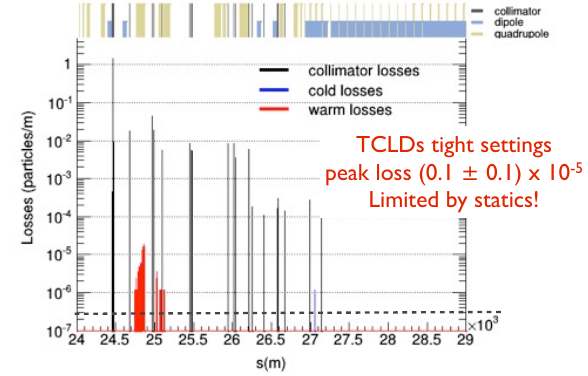 collimator
dipole
quadrupole
collimator losses
cold losses
warm losses
TCLDs tight settings
peak loss (0.1 ± 0.1) x 10-5
Limited by statics!
Losses (particles/m)
1
10-1
10-2
10-3
10-4
10-5
10-6
10-7
24 24.5 25 25.5 26 26.5 27 27.5 28 28.5 29
×103
s(m)